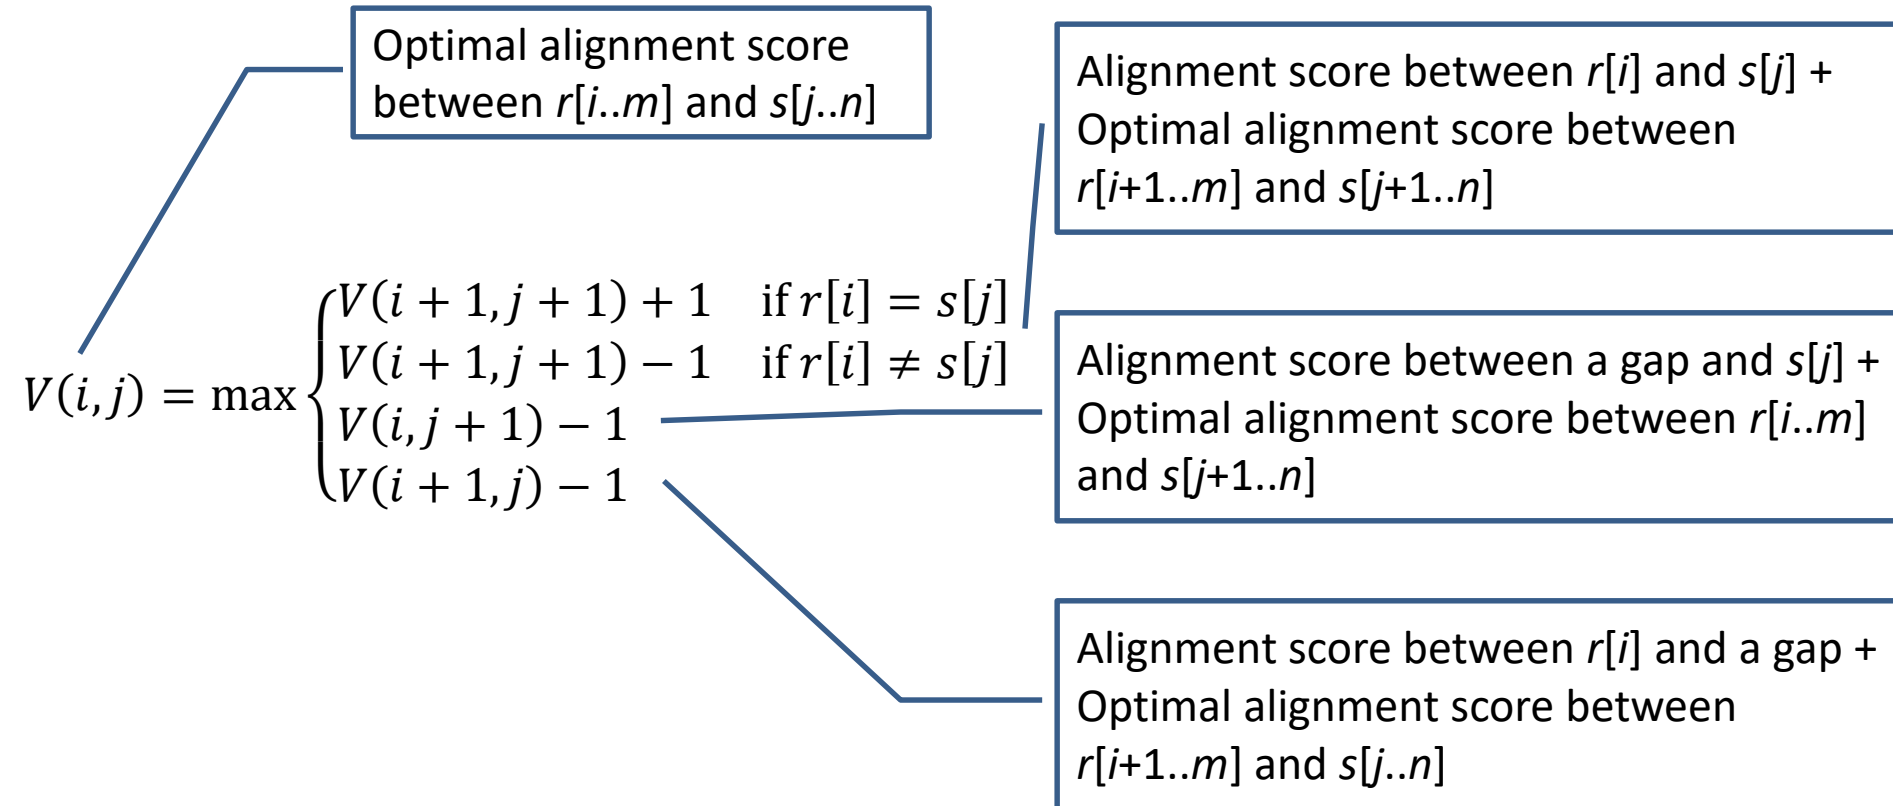 Optimal alignment score
between r[i..m] and s[j..n]
Alignment score between r[i] and s[j] +
Optimal alignment score between
r[i+1..m] and s[j+1..n]
V(i + 1, j + 1) + 1 if r[i] = s[j]
V(i + 1, j + 1) − 1 if r[i] ≠ s[j]
V(i, j) = max {
V(i, j + 1) − 1
V(i + 1, j) − 1
Alignment score between a gap and s[j] +
Optimal alignment score between r[i..m]
and s[j+1..n]
Alignment score between r[i] and a gap +
Optimal alignment score between
r[i+1..m] and s[j..n]